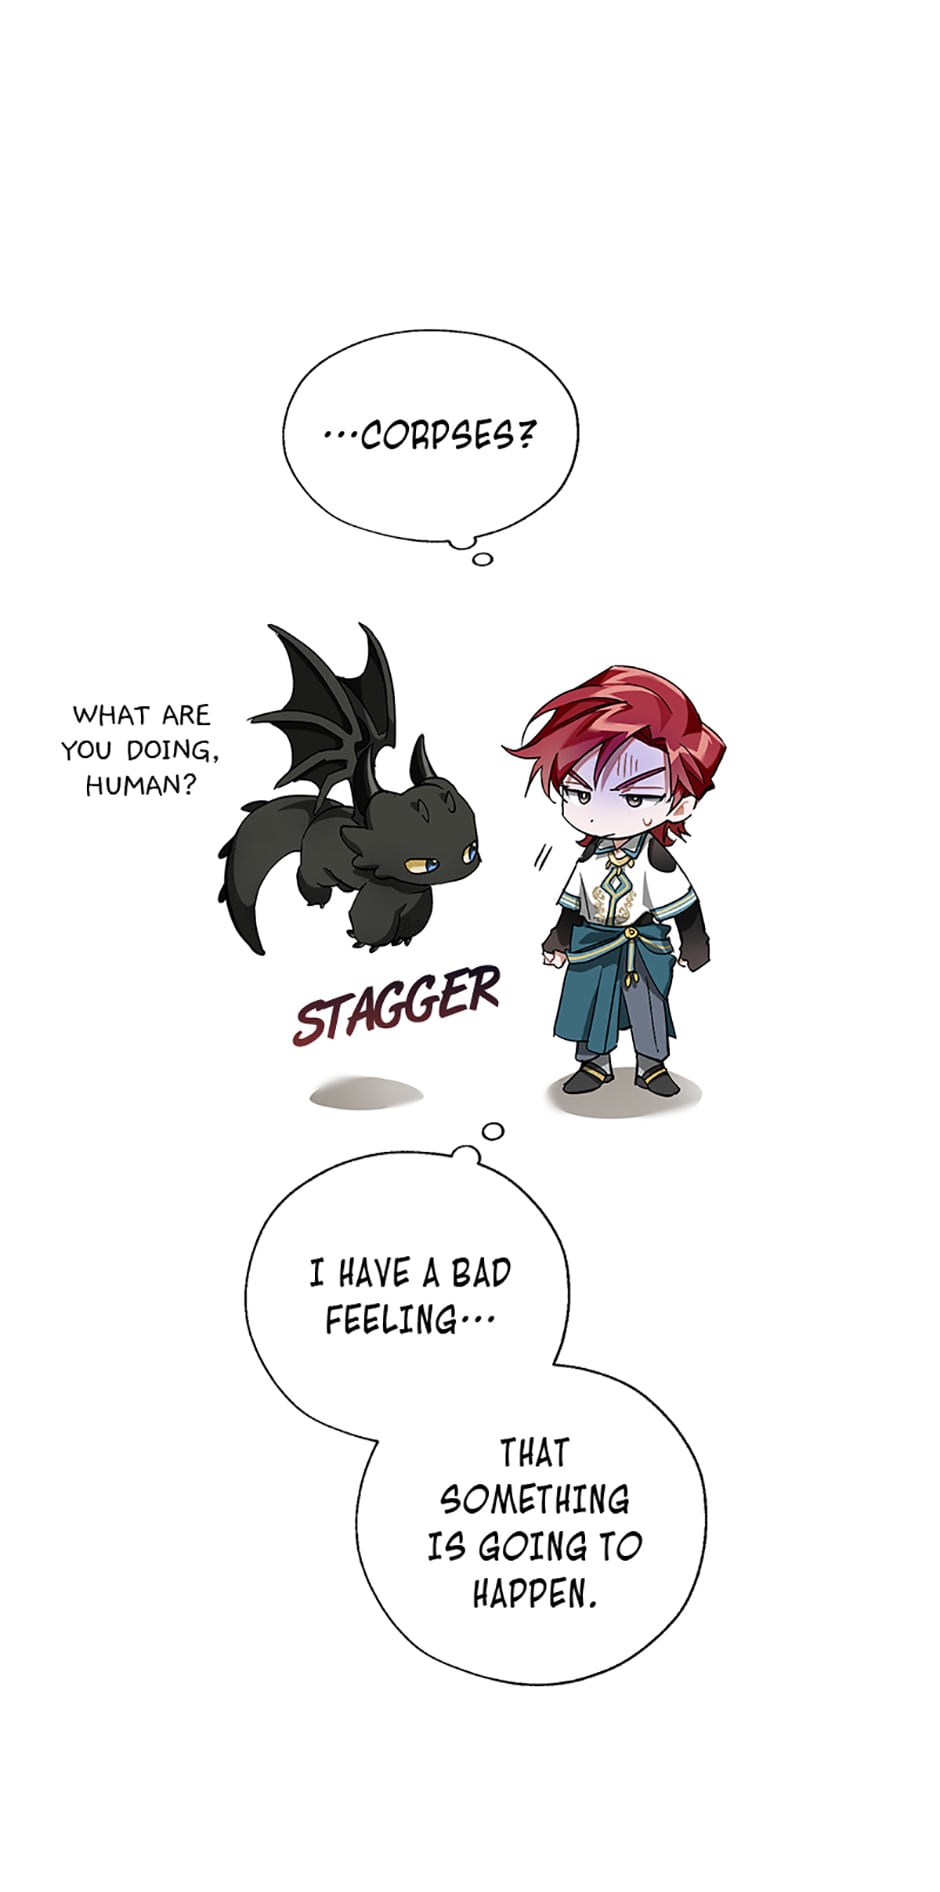 ...CORPSES?
WHAT ARE
YOU DOING,
HUMAN?
STAGGER
I HAVE A BAD
FEELING...
THAT
SOMETHING
IS GOING TO
HAPPEN.